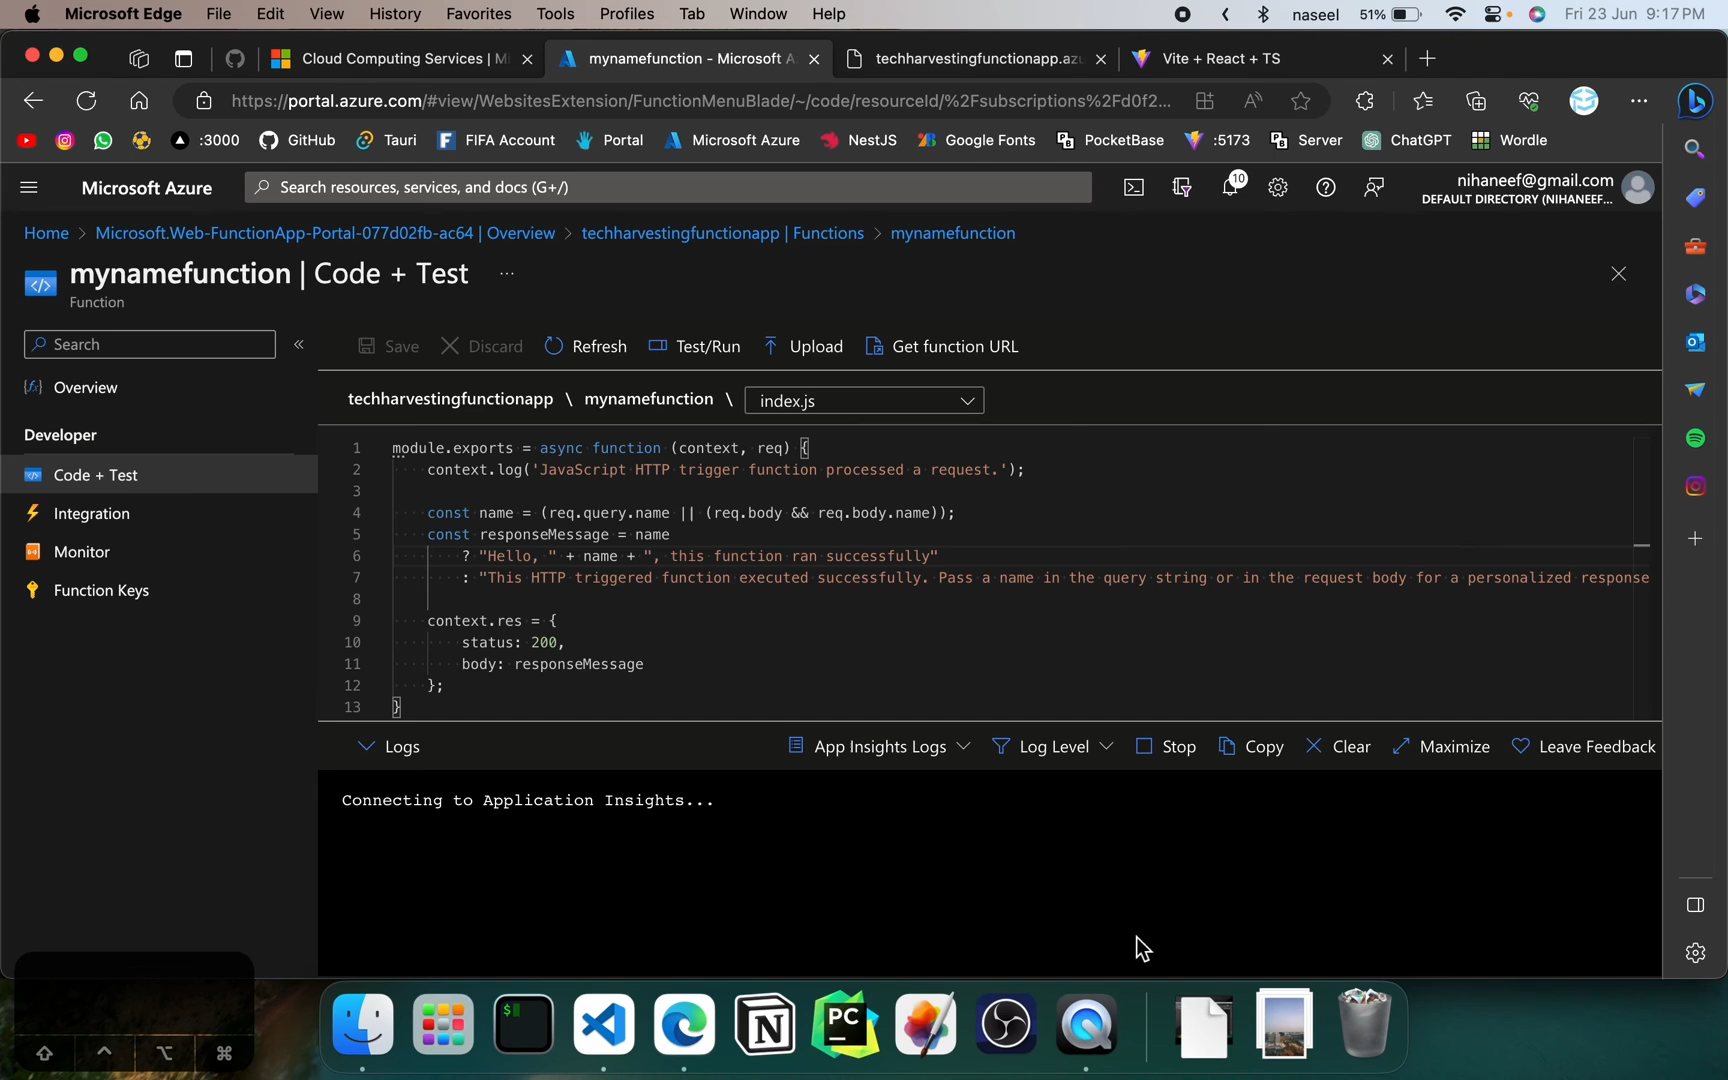 Microsoft Edge File Edit View History Favorites Tools Profiles Tab Window Help naseel 51% Fri 23 Jun 9:17 PM
Cloud Computing Services | Mi mynamefunction - Microsoft A techharvestingfunctionapp.azu Vite + React + TS
https://portal.azure.com/#view/WebsitesExtension/FunctionMenuBlade/~/code/resourceId/%2Fsubscriptions%2Fd0f2...
:3000 GitHub Tauri FIFA Account Portal Microsoft Azure NestJS Google Fonts PocketBase :5173 Server ChatGPT Wordle
Microsoft Azure Search resources, services, and docs (G+/) 10 nihaneef@gmail.com
DEFAULT DIRECTORY (NIHANEEF...
Home > Microsoft.Web-FunctionApp-Portal-077d02fb-ac64 | Overview > techharvestingfunctionapp | Functions > mynamefunction
mynamefunction | Code + Test ...
Function
Search «
Overview
Developer
Code + Test
Integration
Monitor
Function Keys
Save Discard Refresh Test/Run Upload Get function URL
techharvestingfunctionapp \ mynamefunction \ index.js
1 module.exports = async function (context, req) {
2 context.log('JavaScript HTTP trigger function processed a request.');
3
4 const name = (req.query.name || (req.body && req.body.name));
5 const responseMessage = name
6 ? "Hello, " + name + ", this function ran successfully"
7 : "This HTTP triggered function executed successfully. Pass a name in the query string or in the request body for a personalized response
8
9 context.res = {
10 status: 200,
11 body: responseMessage
12 };
13 }
Logs App Insights Logs Log Level Stop Copy Clear Maximize Leave Feedback
Connecting to Application Insights...
PC